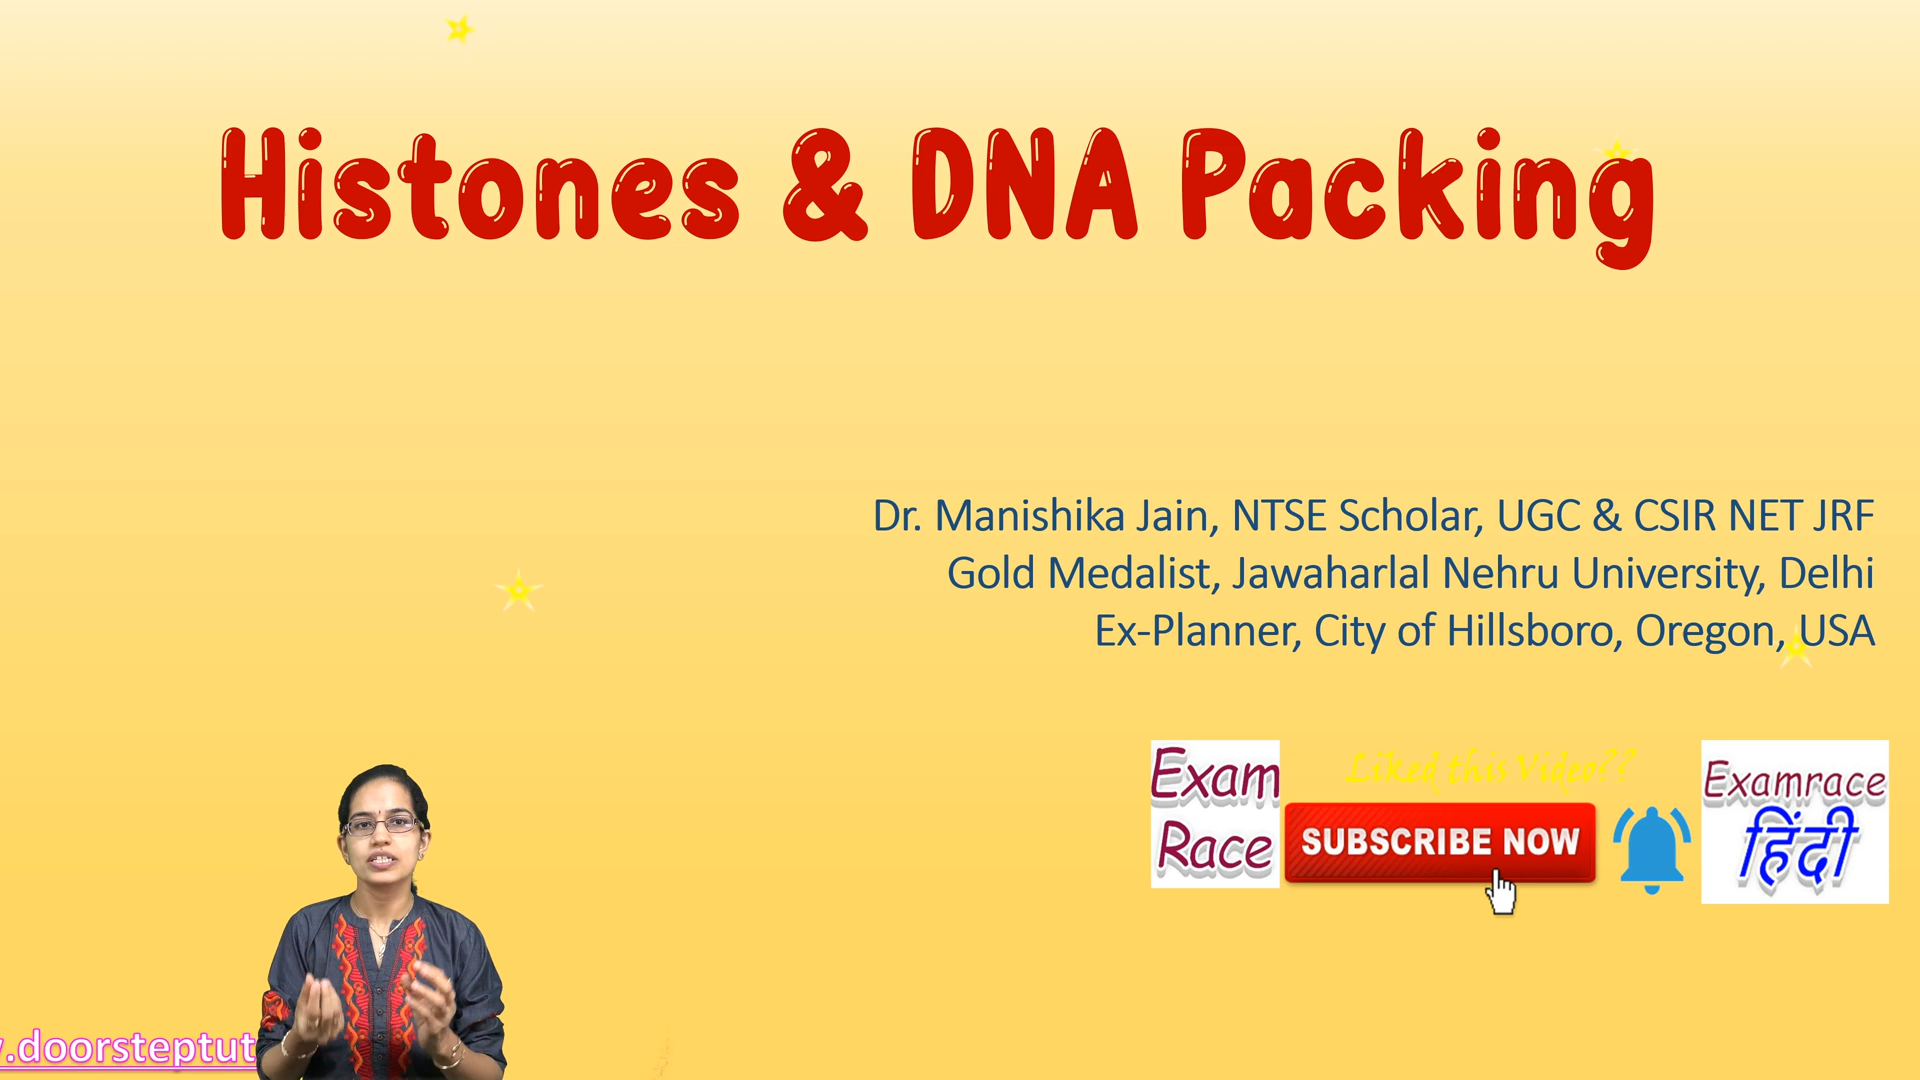 Histones & DNA Packing
Dr. Manishika Jain, NTSE Scholar, UGC & CSIR NET JRF
Gold Medalist, Jawaharlal Nehru University, Delhi
Ex-Planner, City of Hillsboro, Oregon, USA
Exam
Race
Liked this Video??
SUBSCRIBE NOW
Examrace
हिंदी
.doorsteptut